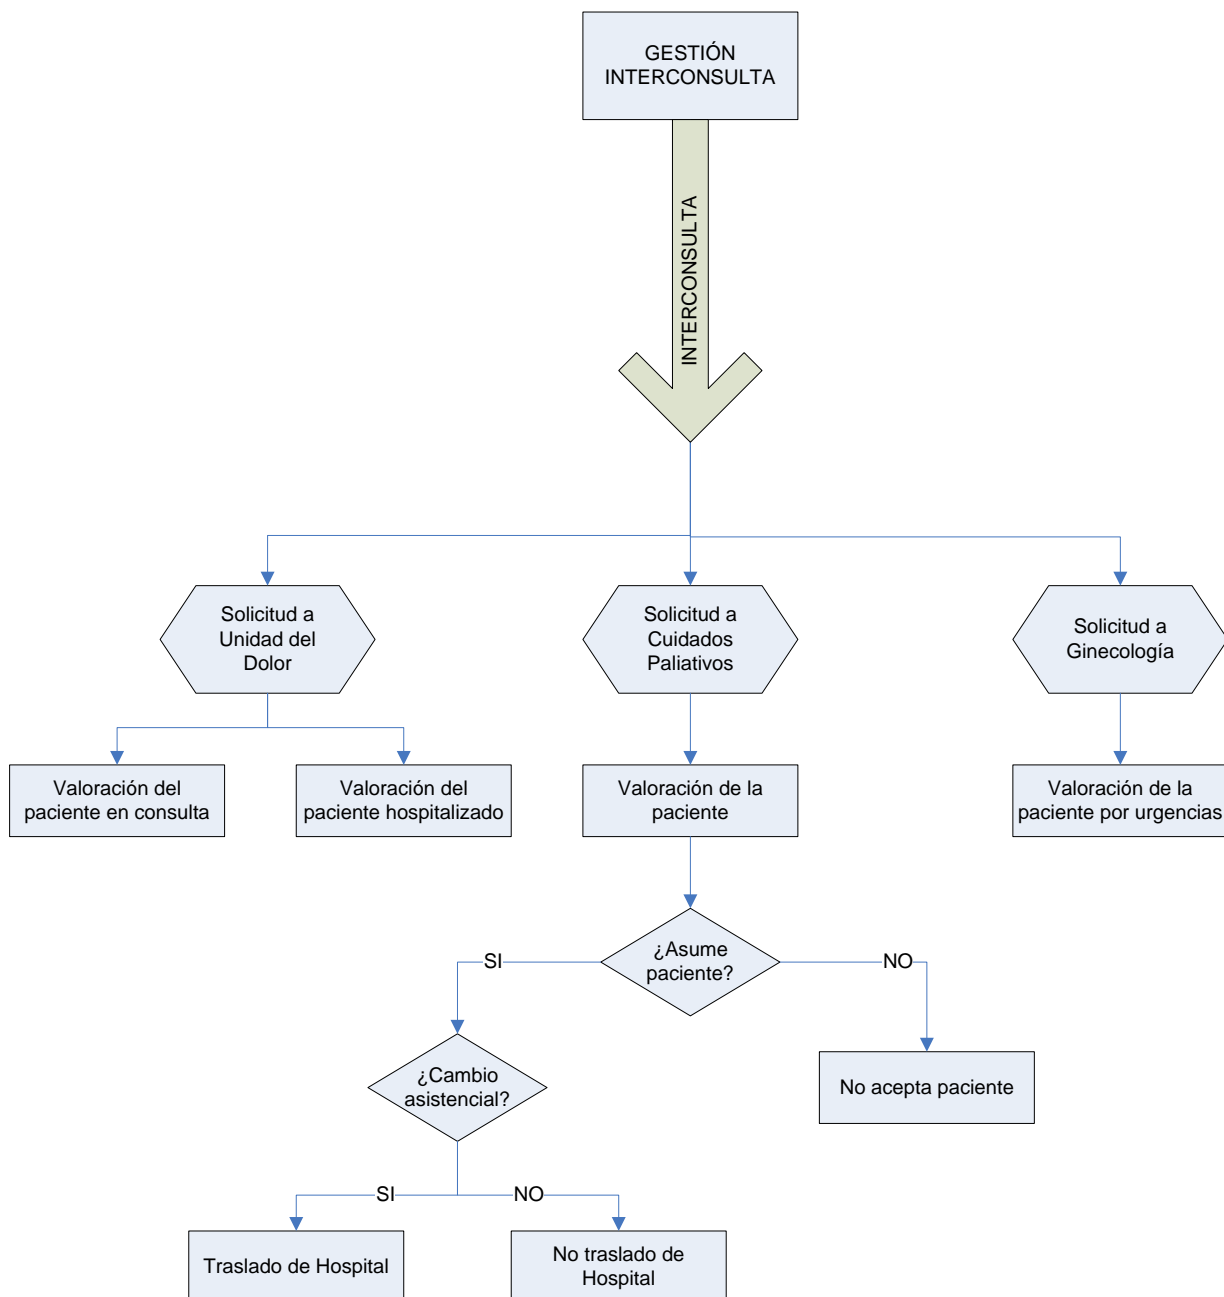 GESTIÓN
INTERCONSULTA
INTERCONSULTA
Solicitud a
Unidad del
Dolor
Solicitud a
Cuidados
Paliativos
Solicitud a
Ginecología
Valoración del
paciente en consulta
Valoración del
paciente hospitalizado
Valoración de la
paciente
Valoración de la
paciente por urgencias
¿Asume
paciente?
SI
NO
¿Cambio
asistencial?
No acepta paciente
SI
NO
Traslado de Hospital
No traslado de
Hospital